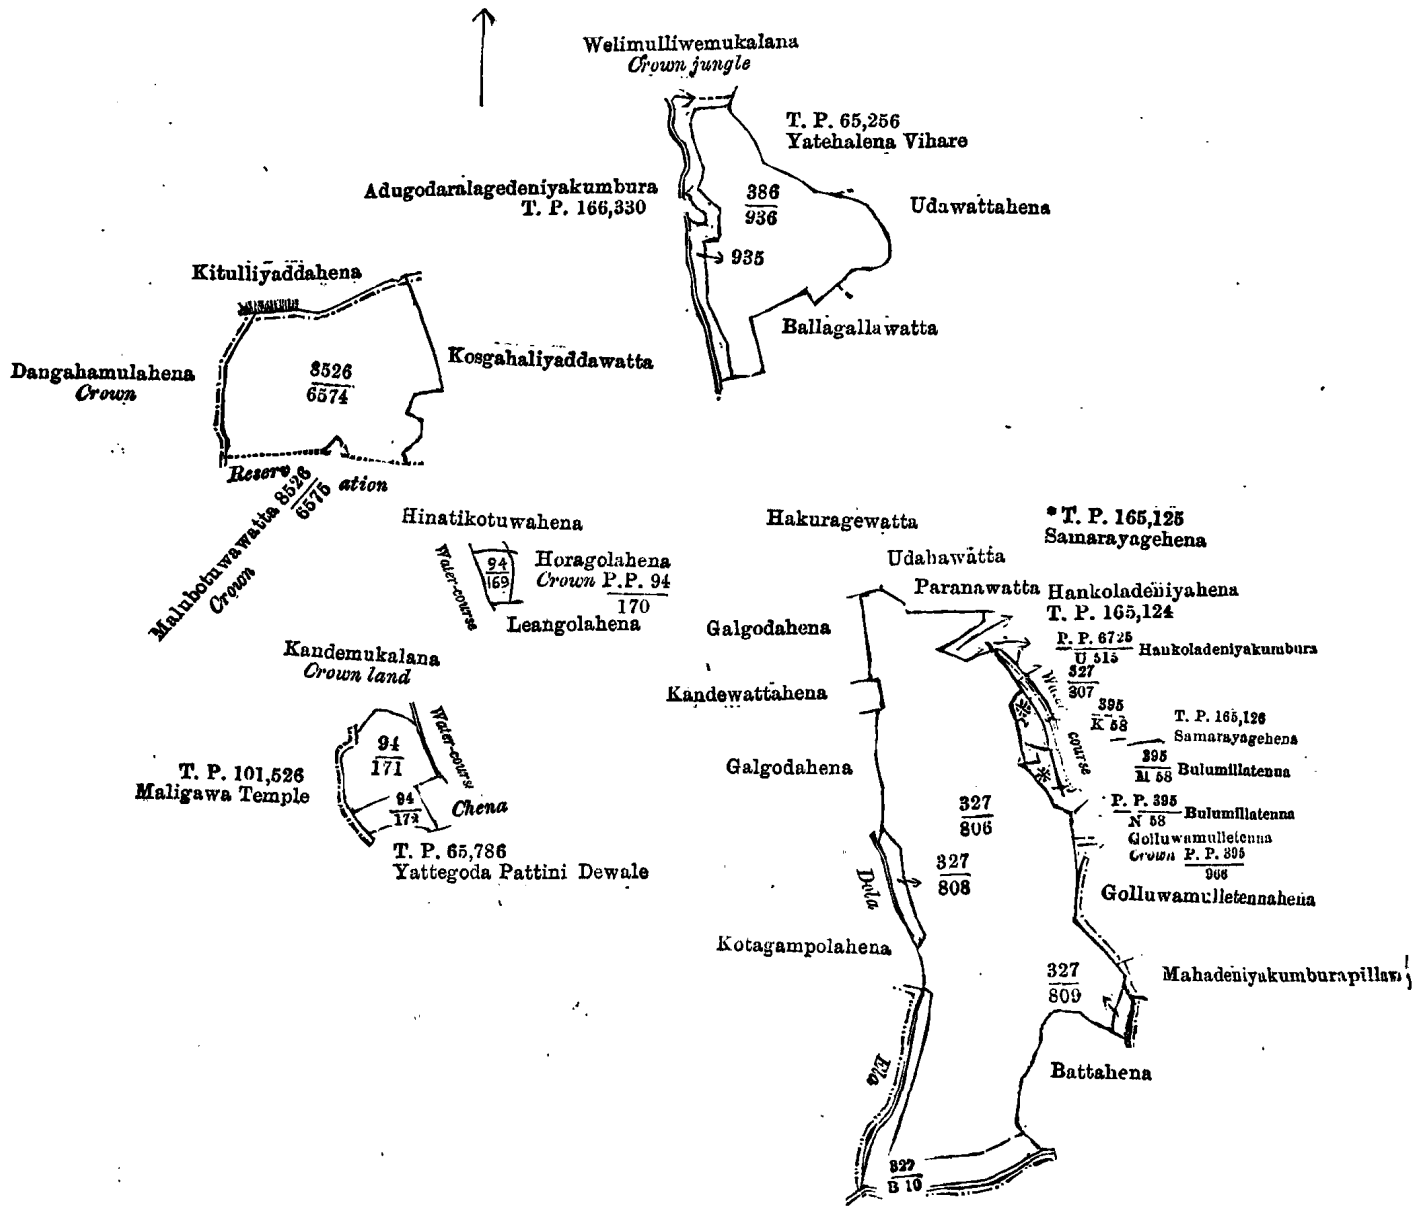 Welimulliwemukalana
Crown jungle
T. P. 65,256
Yatehalena Vihare
Adugodaralagedeniyakumbura
T. P. 166,330
386
936
Udawattahena
935
Ballagallawatta
Kitulliyaddahena
Dangahamulahena
Crown
8526
6574
Kosgahaliyaddawatta
Reserv ation
Malubotuwawatta 8526
6575
Crown
Hinatikotuwahena
Water-course
94
169
Horagolahena
Crown P.P. 94
170
Leangolahena
Kandemukalana
Crown land
Water-course
94
171
T. P. 101,526
Maligawa Temple
94
172
Chena
T. P. 65,786
Yattegoda Pattini Dewale
Hakuragewatta
*T. P. 165,125
Samarayagehena
Udahawatta
Paranawatta
Hankoladeniyahena
T. P. 165,124
Galgodahena
P. P. 6725
U 515
Hankoladeniyakumbura
327
807
Kandewattahena
395
K 58
T. P. 165,126
Samarayagehena
course
Galgodahena
395
M 58
Bulumillatenna
327
806
P. P. 395
N 58
Bulumillatenna
Golluwamulletenna
Crown P. P. 395
966
327
808
Dola
Golluwamulletennahena
Kotagampolahena
327
809
Mahadeniyakumburapillawa
Ela
Battahena
327
B 10